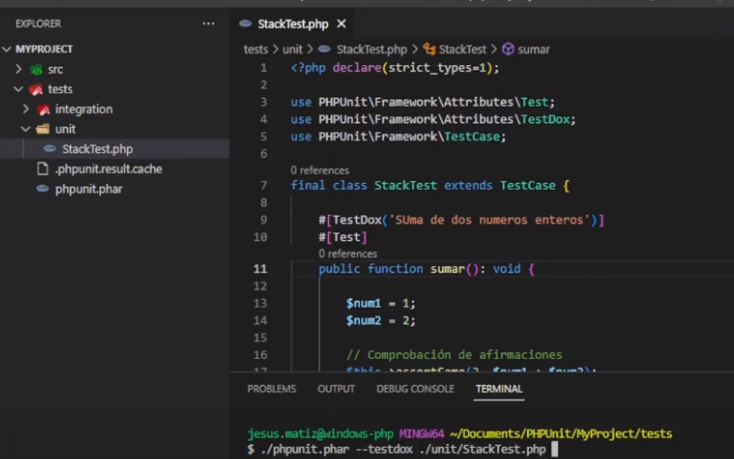 EXPLORER
...
StackTest.php
MYPROJECT
src
tests
integration
unit
StackTest.php
.phpunit.result.cache
phpunit.phar
tests > unit > StackTest.php > StackTest > sumar
1 <?php declare(strict_types=1);
2
3 use PHPUnit\Framework\Attributes\Test;
4 use PHPUnit\Framework\Attributes\TestDox;
5 use PHPUnit\Framework\TestCase;
6
0 references
7 final class StackTest extends TestCase {
8
9 #[TestDox('SUma de dos numeros enteros')]
10 #[Test]
0 references
11 public function sumar(): void {
12
13 $num1 = 1;
14 $num2 = 2;
15
16 // Comprobación de afirmaciones
17 $this->assertSame(3, $num1 + $num2);
PROBLEMS OUTPUT DEBUG CONSOLE TERMINAL
jesus.matiz@windows-php MINGW64 ~/Documents/PHPUnit/MyProject/tests
$ ./phpunit.phar --testdox ./unit/StackTest.php